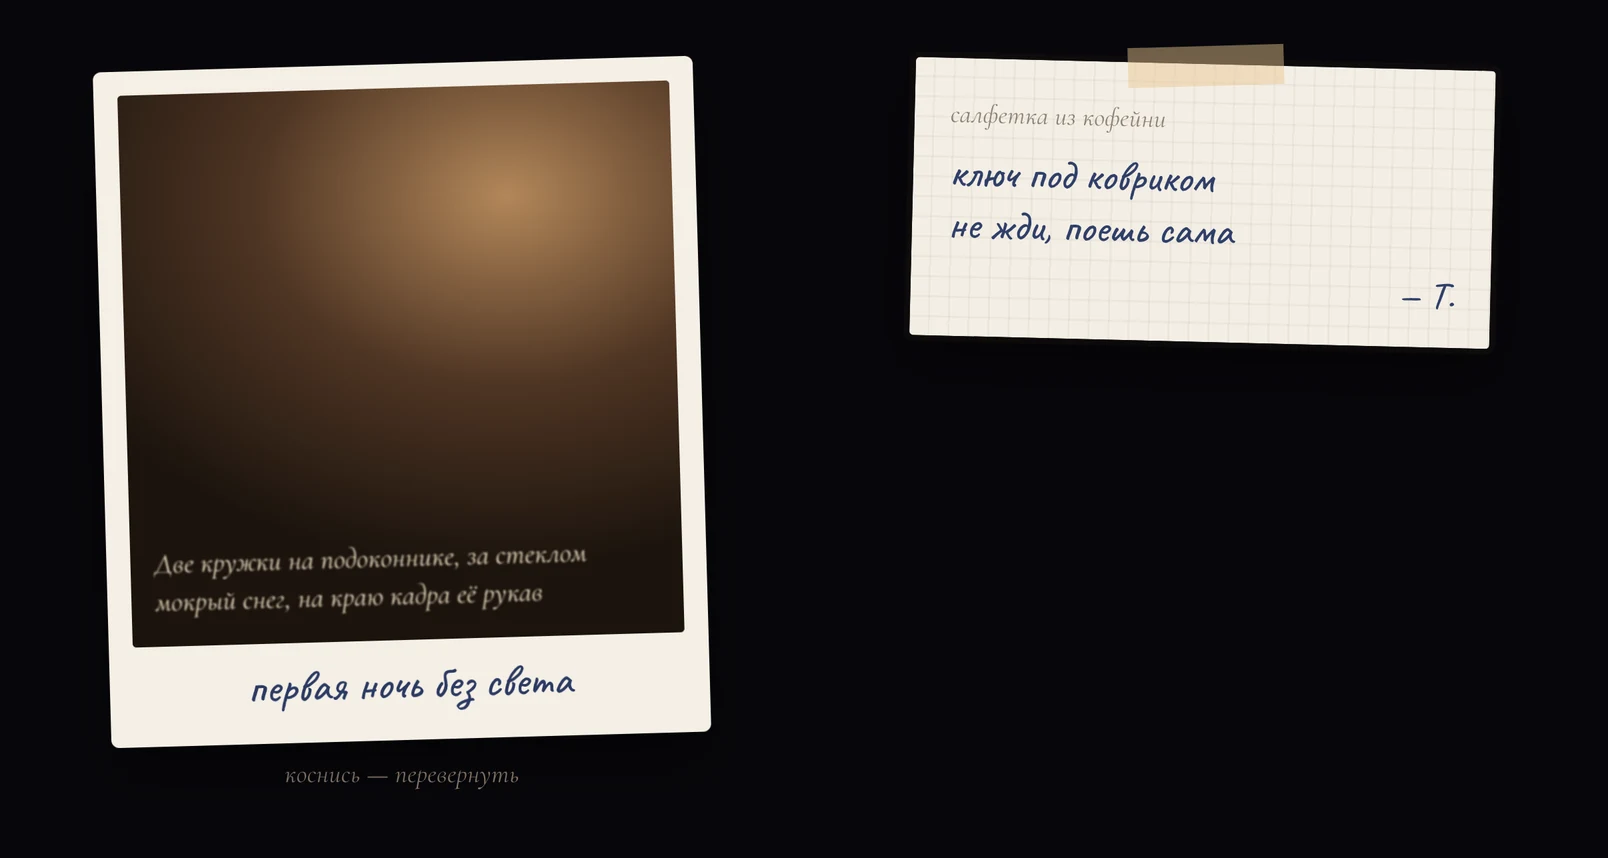 Две кружки на подоконнике, за стеклом
мокрый снег, на краю кадра её рукав
первая ночь без света
коснись — перевернуть
салфетка из кофейни
ключ под ковриком
не жди, поешь сама
— Т.